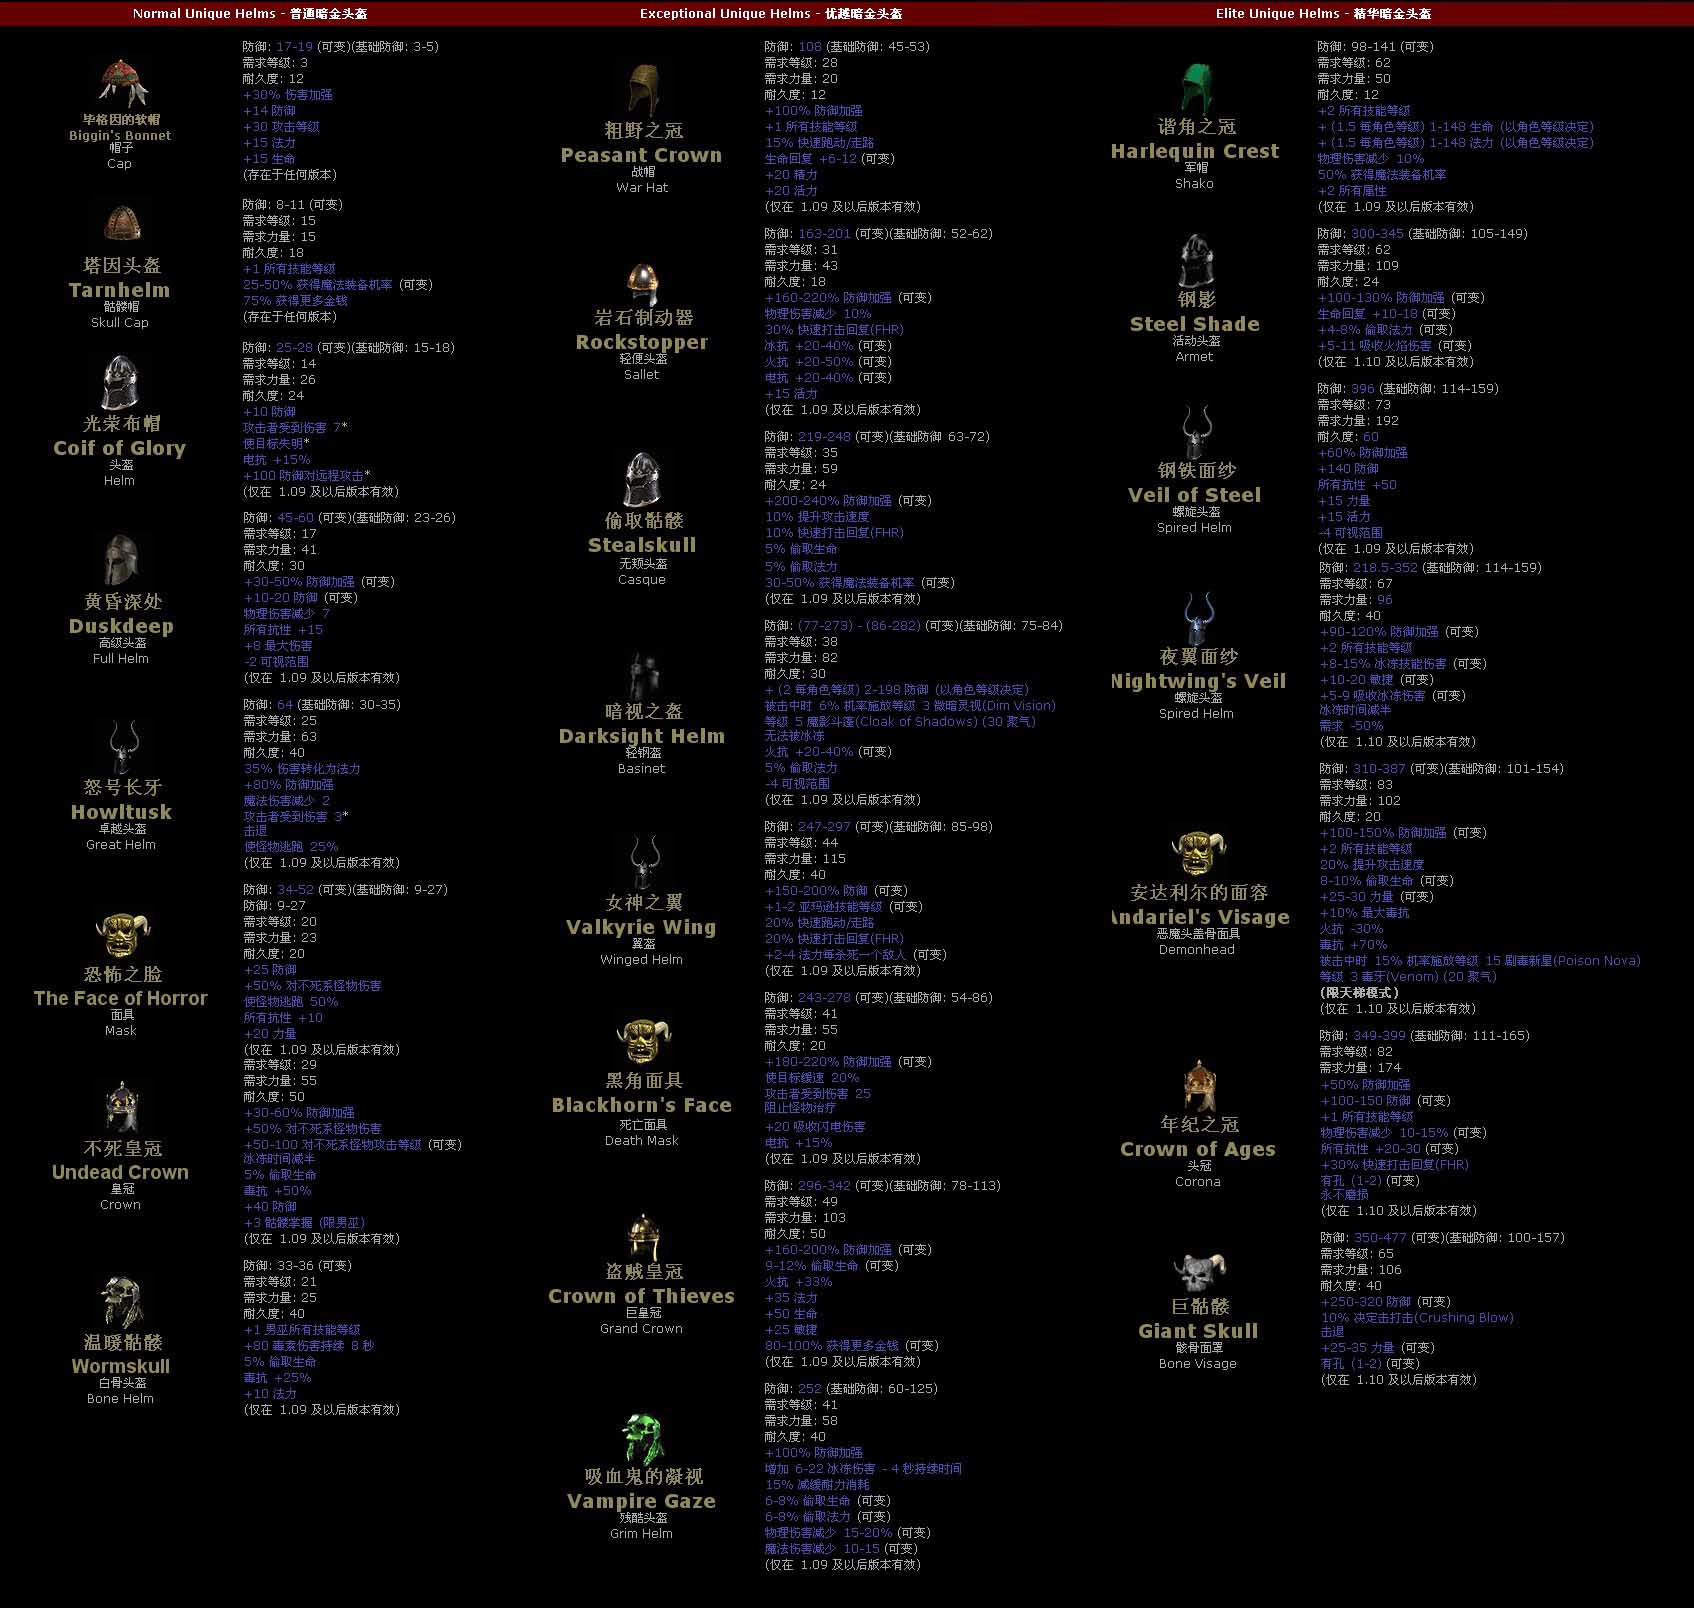 Normal Unique Helms - 普通暗金头盔
毕格因的软帽
Biggin's Bonnet
帽子
Cap
防御: 17-19 (可变)(基础防御: 3-5)
需求等级: 3
耐久度: 12
+30% 伤害加强
+14 防御
+30 攻击等级
+15 法力
+15 生命
(存在于任何版本)
塔因头盔
Tarnhelm
骷髅帽
Skull Cap
防御: 8-11 (可变)
需求等级: 15
需求力量: 15
耐久度: 18
+1 所有技能等级
25-50% 获得魔法装备机率 (可变)
75% 获得更多金钱
(存在于任何版本)
光荣布帽
Coif of Glory
头盔
Helm
防御: 25-28 (可变)(基础防御: 15-18)
需求等级: 14
需求力量: 26
耐久度: 24
+10 防御
攻击者受到伤害 7*
使目标失明*
电抗 +15%
+100 防御对远程攻击*
(仅在 1.09 及以后版本有效)
黄昏深处
Duskdeep
高级头盔
Full Helm
防御: 45-60 (可变)(基础防御: 23-26)
需求等级: 17
需求力量: 41
耐久度: 30
+30-50% 防御加强 (可变)
+10-20 防御 (可变)
物理伤害减少 7
所有抗性 +15
+8 最大伤害
-2 可视范围
(仅在 1.09 及以后版本有效)
怒号长牙
Howltusk
卓越头盔
Great Helm
防御: 64 (基础防御: 30-35)
需求等级: 25
需求力量: 63
耐久度: 40
35% 伤害转化为法力
+80% 防御加强
魔法伤害减少 2
攻击者受到伤害 3*
击退
使怪物逃跑 25%
(仅在 1.09 及以后版本有效)
恐怖之脸
The Face of Horror
面具
Mask
防御: 34-52 (可变)(基础防御: 9-27)
防御: 9-27
需求等级: 20
需求力量: 23
耐久度: 20
+25 防御
+50% 对不死系怪物伤害
使怪物逃跑 50%
所有抗性 +10
+20 力量
(仅在 1.09 及以后版本有效)
不死皇冠
Undead Crown
皇冠
Crown
需求等级: 29
需求力量: 55
耐久度: 50
+30-60% 防御加强
+50% 对不死系怪物伤害
+50-100 对不死系怪物攻击等级 (可变)
冰冻时间减半
5% 偷取生命
毒抗 +50%
+40 防御
+3 骷髅掌握 (限男巫)
(仅在 1.09 及以后版本有效)
温暖骷髅
Wormskull
白骨头盔
Bone Helm
防御: 33-36 (可变)
需求等级: 21
需求力量: 25
耐久度: 40
+1 男巫所有技能等级
+80 毒素伤害持续 8 秒
5% 偷取生命
毒抗 +25%
+10 法力
(仅在 1.09 及以后版本有效)
Exceptional Unique Helms - 优越暗金头盔
粗野之冠
Peasant Crown
战帽
War Hat
防御: 108 (基础防御: 45-53)
需求等级: 28
需求力量: 20
耐久度: 12
+100% 防御加强
+1 所有技能等级
15% 快速跑动/走路
生命回复 +6-12 (可变)
+20 精力
+20 活力
(仅在 1.09 及以后版本有效)
岩石制动器
Rockstopper
轻便头盔
Sallet
防御: 163-201 (可变)(基础防御: 52-62)
需求等级: 31
需求力量: 43
耐久度: 18
+160-220% 防御加强 (可变)
物理伤害减少 10%
30% 快速打击回复(FHR)
冰抗 +20-40% (可变)
火抗 +20-50% (可变)
电抗 +20-40% (可变)
+15 活力
(仅在 1.09 及以后版本有效)
偷取骷髅
Stealskull
无颊头盔
Casque
防御: 219-248 (可变)(基础防御 63-72)
需求等级: 35
需求力量: 59
耐久度: 24
+200-240% 防御加强 (可变)
10% 提升攻击速度
10% 快速打击回复(FHR)
5% 偷取生命
5% 偷取法力
30-50% 获得魔法装备机率 (可变)
(仅在 1.09 及以后版本有效)
暗视之盔
Darksight Helm
轻钢盔
Basinet
防御: (77-273) - (86-282) (可变)(基础防御: 75-84)
需求等级: 38
需求力量: 82
耐久度: 30
+ (2 每角色等级) 2-198 防御 (以角色等级决定)
被击中时 6% 机率施放等级 3 微暗灵视(Dim Vision)
等级 5 魔影斗篷(Cloak of Shadows) (30 聚气)
无法被冰冻
火抗 +20-40% (可变)
5% 偷取法力
-4 可视范围
(仅在 1.09 及以后版本有效)
女神之翼
Valkyrie Wing
翼盔
Winged Helm
防御: 247-297 (可变)(基础防御: 85-98)
需求等级: 44
需求力量: 115
耐久度: 40
+150-200% 防御 (可变)
+1-2 亚玛逊技能等级 (可变)
20% 快速跑动/走路
20% 快速打击回复(FHR)
+2-4 法力每杀死一个敌人 (可变)
(仅在 1.09 及以后版本有效)
黑角面具
Blackhorn's Face
死亡面具
Death Mask
防御: 243-278 (可变)(基础防御: 54-86)
需求等级: 41
需求力量: 55
耐久度: 20
+180-220% 防御加强 (可变)
使目标缓速 20%
攻击者受到伤害 25
阻止怪物治疗
+20 吸收闪电伤害
电抗 +15%
(仅在 1.09 及以后版本有效)
盗贼皇冠
Crown of Thieves
巨皇冠
Grand Crown
防御: 296-342 (可变)(基础防御: 78-113)
需求等级: 49
需求力量: 103
耐久度: 50
+160-200% 防御加强 (可变)
9-12% 偷取生命 (可变)
火抗 +33%
+35 法力
+50 生命
+25 敏捷
80-100% 获得更多金钱 (可变)
(仅在 1.09 及以后版本有效)
吸血鬼的凝视
Vampire Gaze
残酷头盔
Grim Helm
防御: 252 (基础防御: 60-125)
需求等级: 41
需求力量: 58
耐久度: 40
+100% 防御加强
增加 6-22 冰冻伤害 - 4 秒持续时间
15% 减缓耐力消耗
6-8% 偷取生命 (可变)
6-8% 偷取法力 (可变)
物理伤害减少 15-20% (可变)
魔法伤害减少 10-15 (可变)
(仅在 1.09 及以后版本有效)
Elite Unique Helms - 精华暗金头盔
谐角之冠
Harlequin Crest
军帽
Shako
防御: 98-141 (可变)
需求等级: 62
需求力量: 50
耐久度: 12
+2 所有技能等级
+ (1.5 每角色等级) 1-148 生命 (以角色等级决定)
+ (1.5 每角色等级) 1-148 法力 (以角色等级决定)
物理伤害减少 10%
50% 获得魔法装备机率
+2 所有属性
(仅在 1.09 及以后版本有效)
钢影
Steel Shade
活动头盔
Armet
防御: 300-345 (基础防御: 105-149)
需求等级: 62
需求力量: 109
耐久度: 24
+100-130% 防御加强 (可变)
生命回复 +10-18 (可变)
+4-8% 偷取法力 (可变)
+5-11 吸收火焰伤害 (可变)
(仅在 1.10 及以后版本有效)
钢铁面纱
Veil of Steel
螺旋头盔
Spired Helm
防御: 396 (基础防御: 114-159)
需求等级: 73
需求力量: 192
耐久度: 60
+60% 防御加强
+140 防御
所有抗性 +50
+15 力量
+15 活力
-4 可视范围
(仅在 1.09 及以后版本有效)
夜翼面纱
Nightwing's Veil
螺旋头盔
Spired Helm
防御: 218.5-352 (基础防御: 114-159)
需求等级: 67
需求力量: 96
耐久度: 40
+90-120% 防御加强 (可变)
+2 所有技能等级
+8-15% 冰冻技能伤害 (可变)
+10-20 敏捷 (可变)
+5-9 吸收冰冻伤害 (可变)
冰冻时间减半
需求 -50%
(仅在 1.10 及以后版本有效)
安达利尔的面容
Andariel's Visage
恶魔头盖骨面具
Demonhead
防御: 310-387 (可变)(基础防御: 101-154)
需求等级: 83
需求力量: 102
耐久度: 20
+100-150% 防御加强 (可变)
+2 所有技能等级
20% 提升攻击速度
8-10% 偷取生命 (可变)
+25-30 力量 (可变)
+10% 最大毒抗
火抗 -30%
毒抗 +70%
被击中时 15% 机率施放等级 15 剧毒新星(Poison Nova)
等级 3 毒牙(Venom) (20 聚气)
(限天梯模式)
(仅在 1.10 及以后版本有效)
年纪之冠
Crown of Ages
头冠
Corona
防御: 349-399 (基础防御: 111-165)
需求等级: 82
需求力量: 174
+50% 防御加强
+100-150 防御 (可变)
+1 所有技能等级
物理伤害减少 10-15% (可变)
所有抗性 +20-30 (可变)
+30% 快速打击回复(FHR)
有孔 (1-2) (可变)
永不磨损
(仅在 1.10 及以后版本有效)
巨骷髅
Giant Skull
骸骨面罩
Bone Visage
防御: 350-477 (可变)(基础防御: 100-157)
需求等级: 65
需求力量: 106
耐久度: 40
+250-320 防御 (可变)
10% 决定击打击(Crushing Blow)
击退
+25-35 力量 (可变)
有孔 (1-2) (可变)
(仅在 1.10 及以后版本有效)